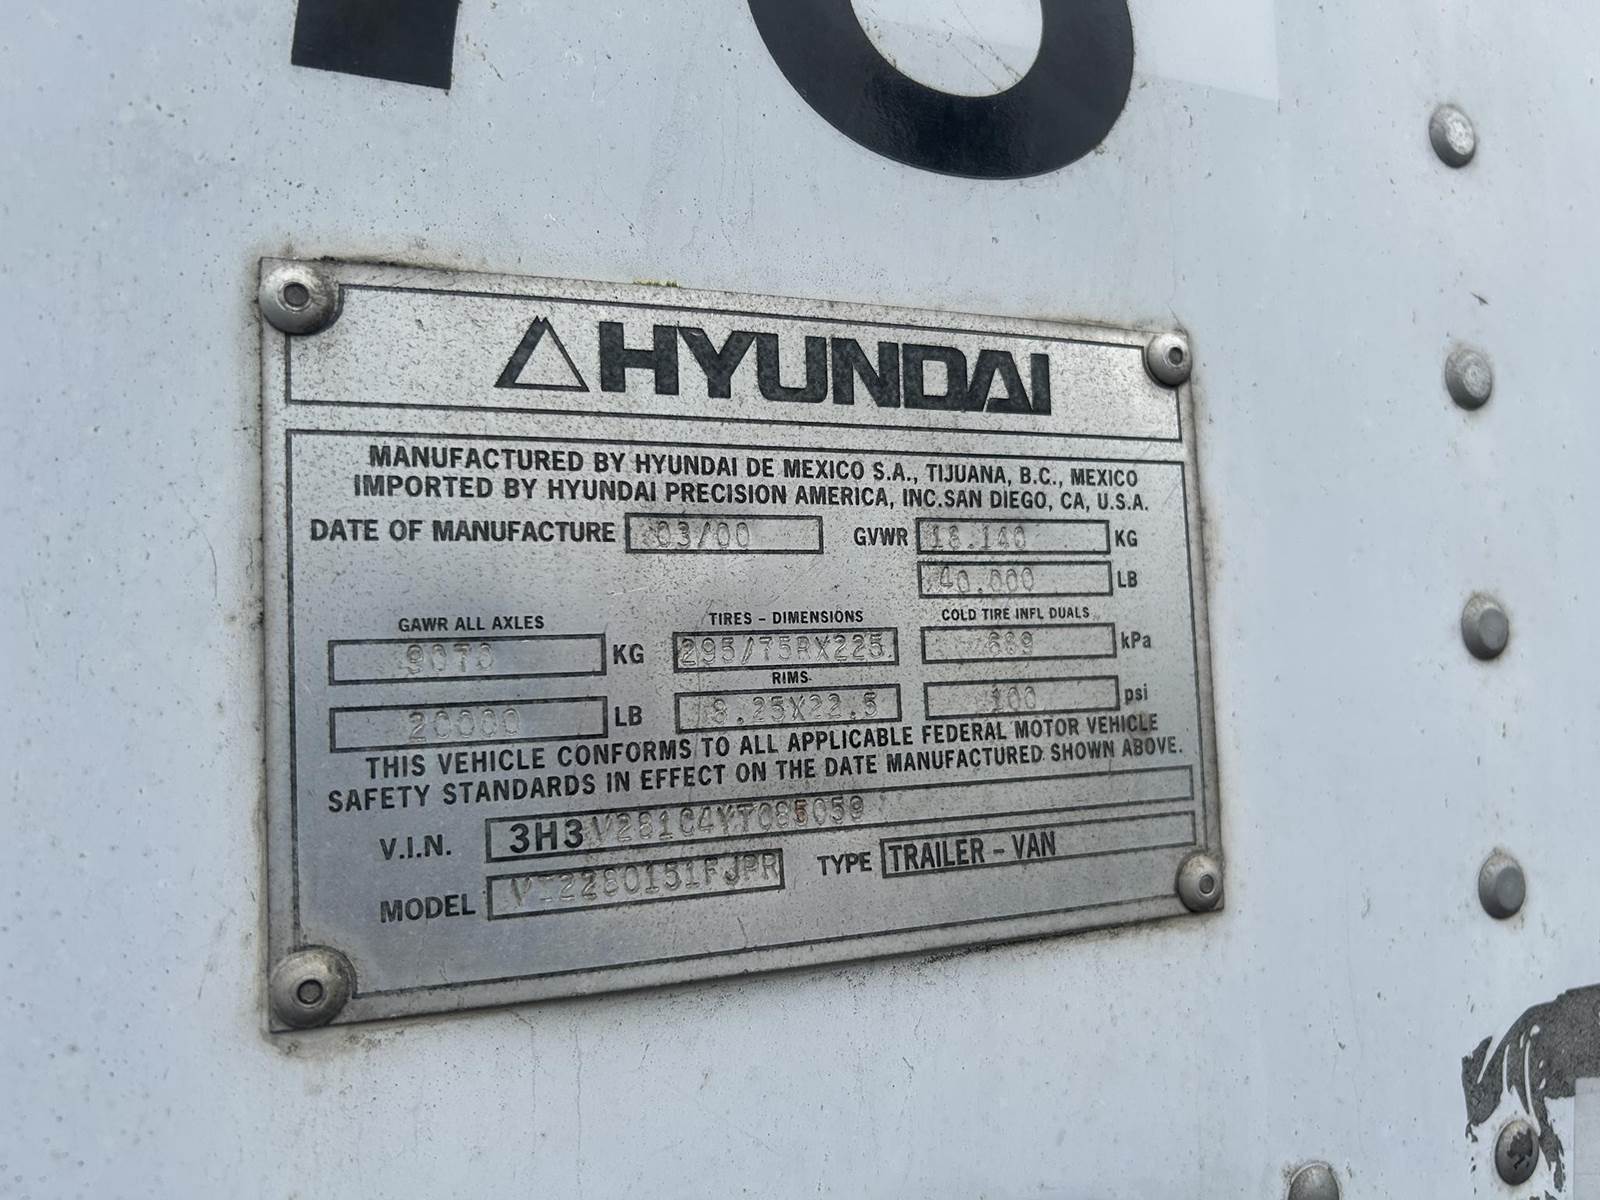 HYUNDAI
MANUFACTURED BY HYUNDAI DE MEXICO S.A., TIJUANA, B.C., MEXICO
IMPORTED BY HYUNDAI PRECISION AMERICA, INC. SAN DIEGO, CA, U.S.A.
DATE OF MANUFACTURE 03/00 GVWR 18.140 KG
40.000 LB
GAWR ALL AXLES TIRES - DIMENSIONS COLD TIRE INFL DUALS
9070 KG 295/75RX225 689 kPa
RIMS
20000 LB 8.25X22.5 100 psi
THIS VEHICLE CONFORMS TO ALL APPLICABLE FEDERAL MOTOR VEHICLE
SAFETY STANDARDS IN EFFECT ON THE DATE MANUFACTURED SHOWN ABOVE.
V.I.N. 3H3V281C4YT085059
MODEL TYPE TRAILER - VAN